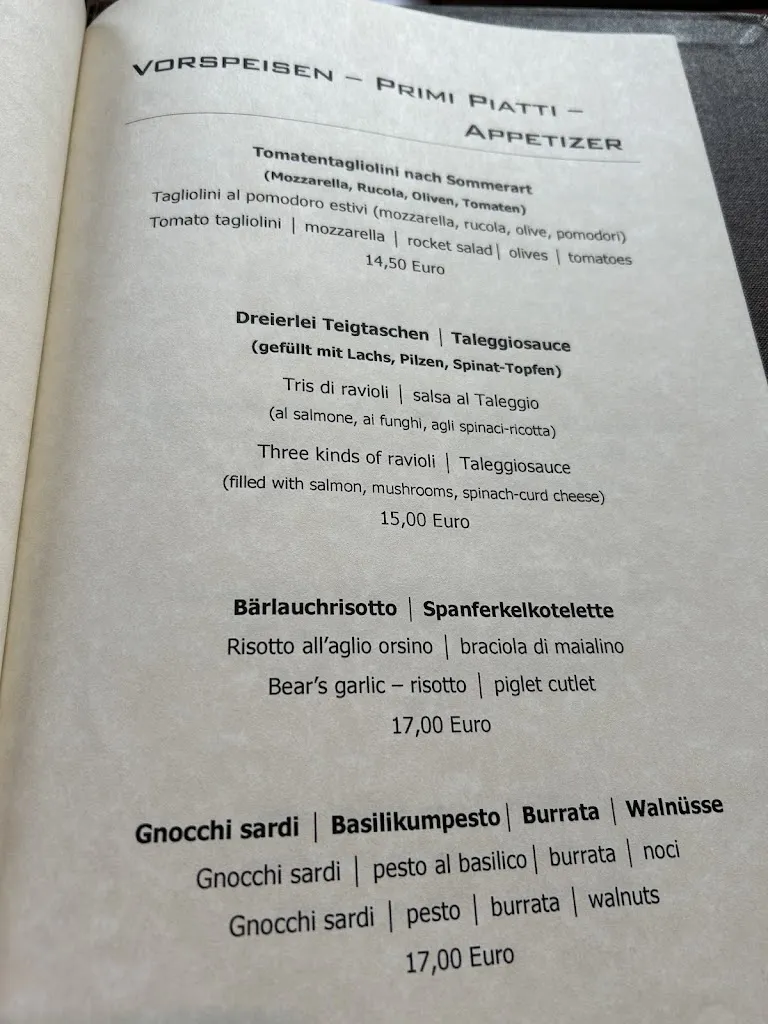 VORSPEISEN – PRIMI PIATTI –
APPETIZER
Tomatentagliolini nach Sommerart
(Mozzarella, Rucola, Oliven, Tomaten)
Tagliolini al pomodoro estivi (mozzarella, rucola, olive, pomodori)
Tomato tagliolini | mozzarella | rocket salad| olives | tomatoes
14,50 Euro
Dreierlei Teigtaschen | Taleggiosauce
(gefüllt mit Lachs, Pilzen, Spinat-Topfen)
Tris di ravioli | salsa al Taleggio
(al salmone, ai funghi, agli spinaci-ricotta)
Three kinds of ravioli | Taleggiosauce
(filled with salmon, mushrooms, spinach-curd cheese)
15,00 Euro
Bärlauchrisotto | Spanferkelkotelette
Risotto all'aglio orsino | braciola di maialino
Bear's garlic – risotto | piglet cutlet
17,00 Euro
Gnocchi sardi | Basilikumpesto| Burrata | Walnüsse
Gnocchi sardi | pesto al basilico| burrata | noci
Gnocchi sardi | pesto | burrata | walnuts
17,00 Euro